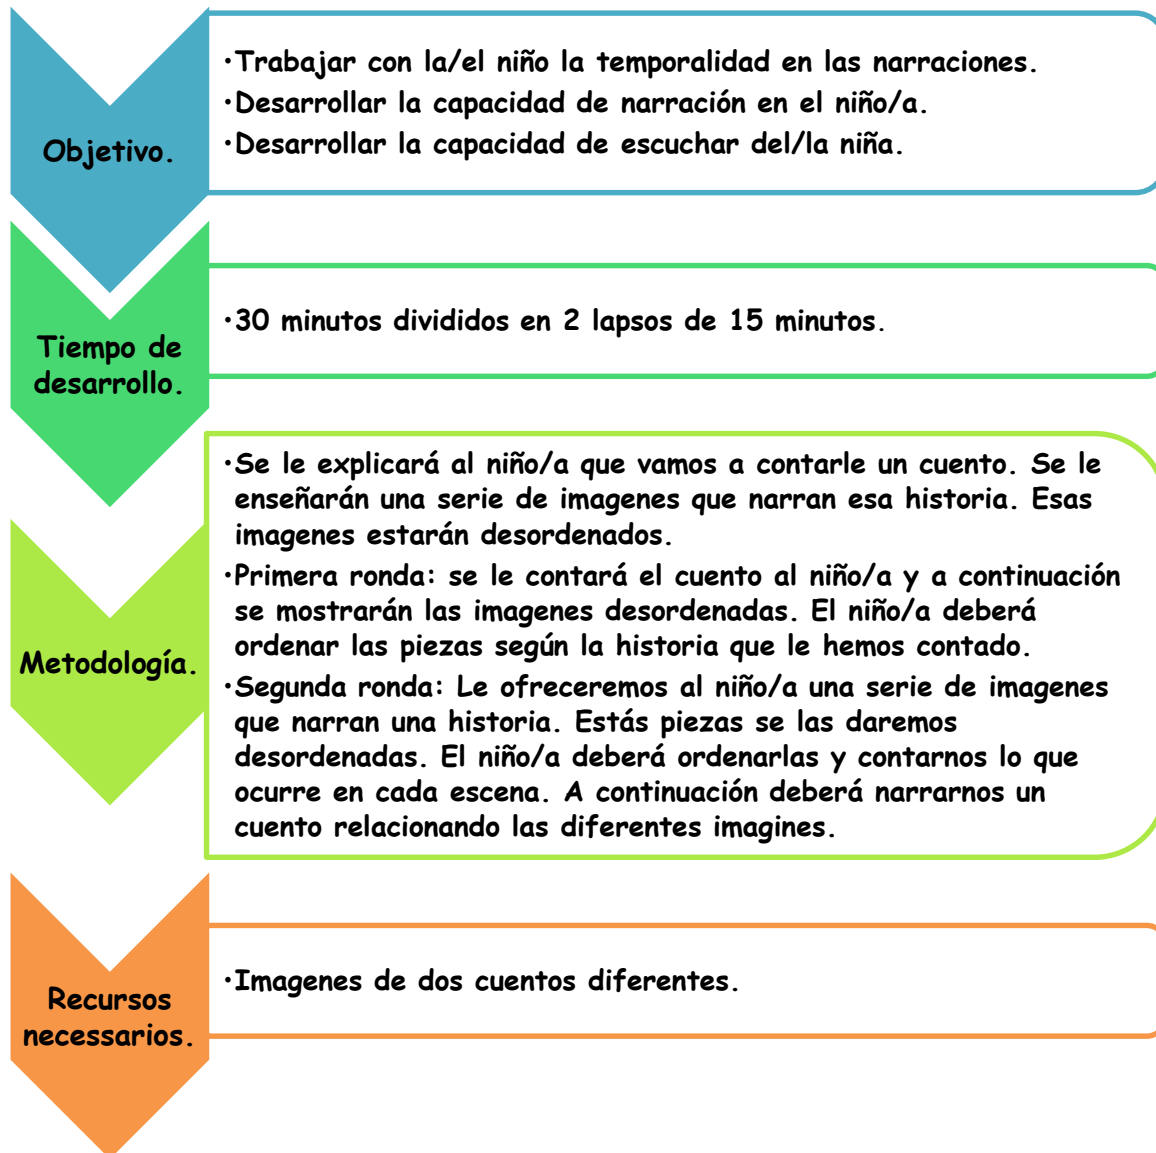 Objetivo.
·Trabajar con la/el niño la temporalidad en las narraciones.
·Desarrollar la capacidad de narración en el niño/a.
·Desarrollar la capacidad de escuchar del/la niña.
Tiempo de
desarrollo.
·30 minutos divididos en 2 lapsos de 15 minutos.
Metodología.
·Se le explicará al niño/a que vamos a contarle un cuento. Se le
enseñarán una serie de imagenes que narran esa historia. Esas
imagenes estarán desordenados.
·Primera ronda: se le contará el cuento al niño/a y a continuación
se mostrarán las imagenes desordenadas. El niño/a deberá
ordenar las piezas según la historia que le hemos contado.
·Segunda ronda: Le ofreceremos al niño/a una serie de imagenes
que narran una historia. Estás piezas se las daremos
desordenadas. El niño/a deberá ordenarlas y contarnos lo que
ocurre en cada escena. A continuación deberá narrarnos un
cuento relacionando las diferentes imagines.
Recursos
necessarios.
·Imagenes de dos cuentos diferentes.